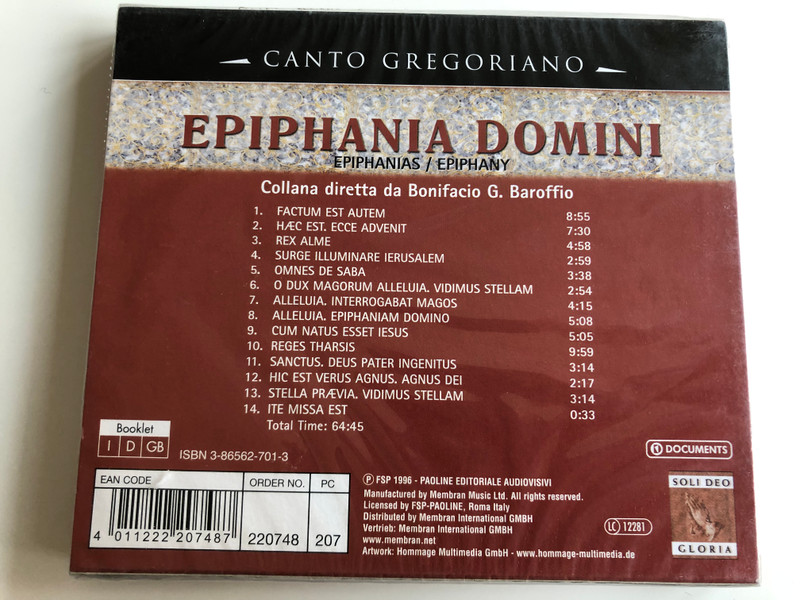 CANTO GREGORIANO
EPIPHANIA DOMINI
EPIPHANIAS / EPIPHANY
Collana diretta da Bonifacio G. Baroffio
1. FACTUM EST AUTEM 8:55
2. HÆC EST. ECCE ADVENIT 7:30
3. REX ALME 4:58
4. SURGE ILLUMINARE IERUSALEM 2:59
5. OMNES DE SABA 3:38
6. O DUX MAGORUM ALLELUIA. VIDIMUS STELLAM 2:54
7. ALLELUIA. INTERROGABAT MAGOS 4:15
8. ALLELUIA. EPIPHANIAM DOMINO 5:08
9. CUM NATUS ESSET IESUS 5:05
10. REGES THARSIS 9:59
11. SANCTUS. DEUS PATER INGENITUS 3:14
12. HIC EST VERUS AGNUS. AGNUS DEI 2:17
13. STELLA PRÆVIA. VIDIMUS STELLAM 3:14
14. ITE MISSA EST 0:33
Total Time: 64:45
Booklet
I D GB
ISBN 3-86562-701-3
DOCUMENTS
EAN CODE ORDER NO. PC
4 011222 207487 220748 207
Ⓟ FSP 1996 - PAOLINE EDITORIALE AUDIOVISIVI
Manufactured by Membran Music Ltd. All rights reserved.
Licensed by FSP-PAOLINE, Roma Italy
Distributed by Membran International GMBH
Vertrieb: Membran International GMBH
www.membran.net
Artwork: Hommage Multimedia GmbH - www.hommage-multimedia.de
LC 12281
SOLI DEO
GLORIA